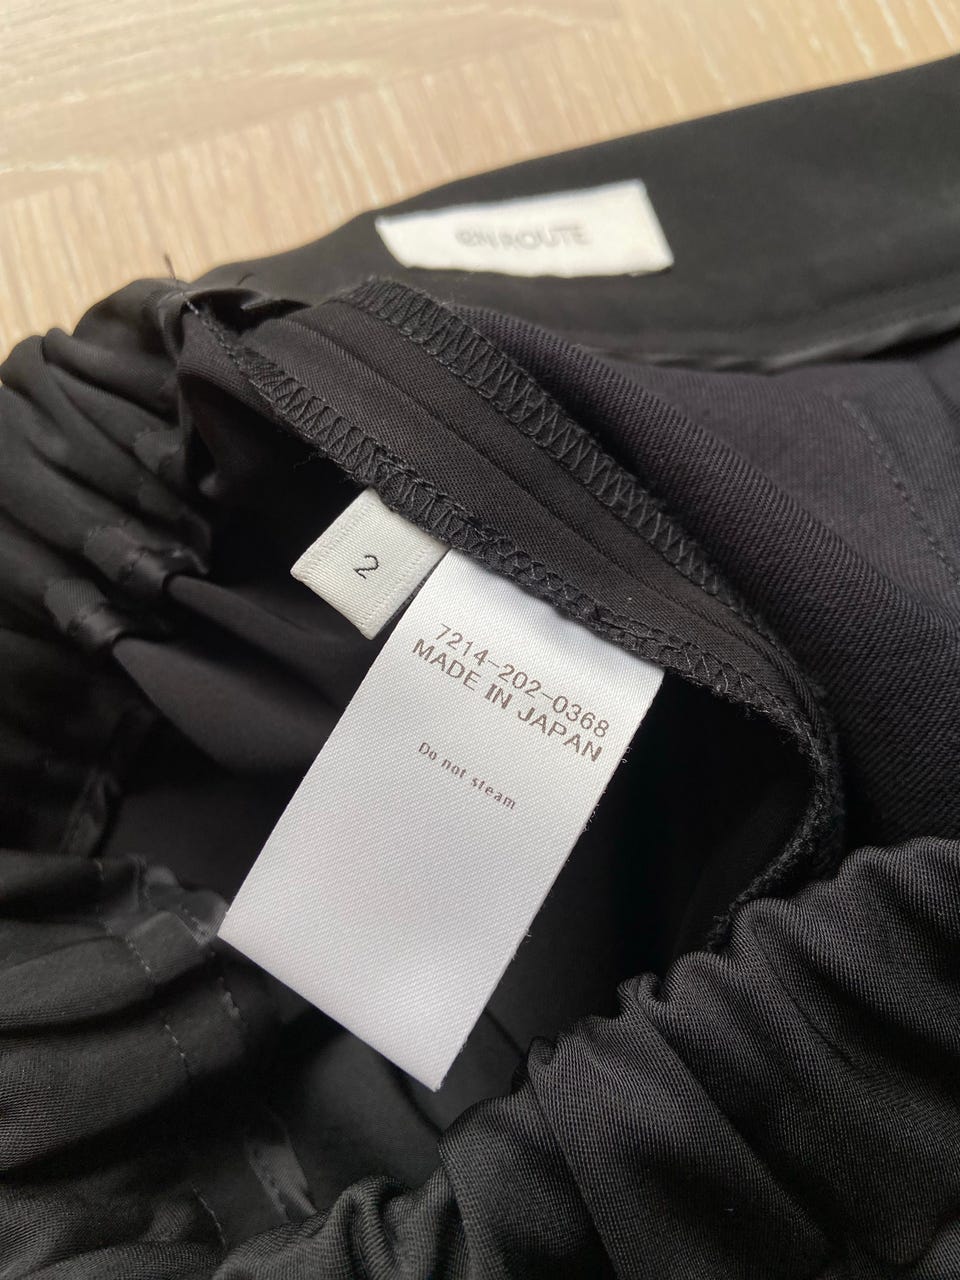 EN ROUTE
2
7214-202-0368
MADE IN JAPAN
Do not steam